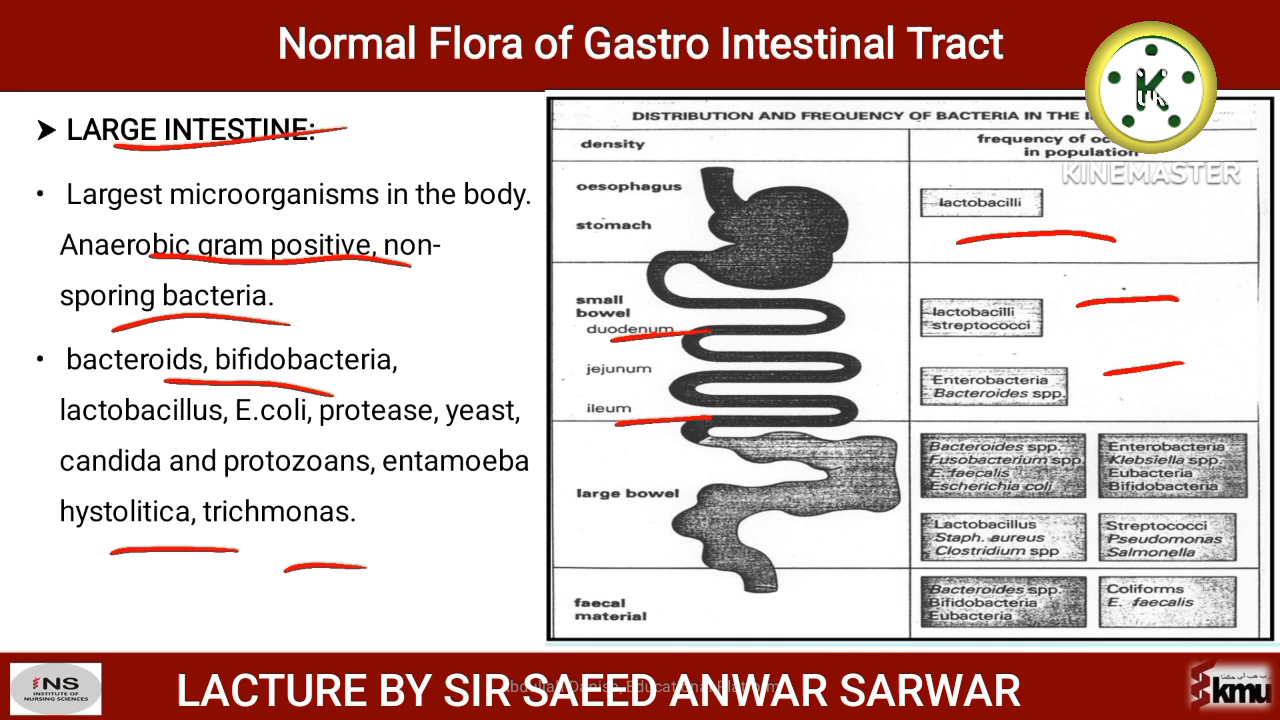 Normal Flora of Gastro Intestinal Tract
K
UK
KINEMASTER
➤ LARGE INTESTINE:
• Largest microorganisms in the body.
Anaerobic gram positive, non-
sporing bacteria.
• bacteroids, bifidobacteria,
lactobacillus, E.coli, protease, yeast,
candida and protozoans, entamoeba
hystolitica, trichmonas.
DISTRIBUTION AND FREQUENCY OF BACTERIA IN THE
density
frequency of
in population
oesophagus
stomach
lactobacilli
small
bowel
duodenum
lactobacilli
streptococci
jejunum
Enterobacteria
Bacteroides spp.
ileum
large bowel
Bacteroides spp.
Fusobacterium spp
E. faecalis
Escherichia coli
Enterobacteria
Klebsiella spp.
Eubacteria
Bifidobacteria
Lactobacillus
Staph. aureus
Clostridium spp
Streptococci
Pseudomonas
Salmonella
faecal
material
Bacteroides spp.
Bifidobacteria
Eubacteria
Coliforms
E. faecalis
INS
INSTITUTE OF
NURSING SCIENCES
LACTURE BY SIR SAEED ANWAR SARWAR
kmu